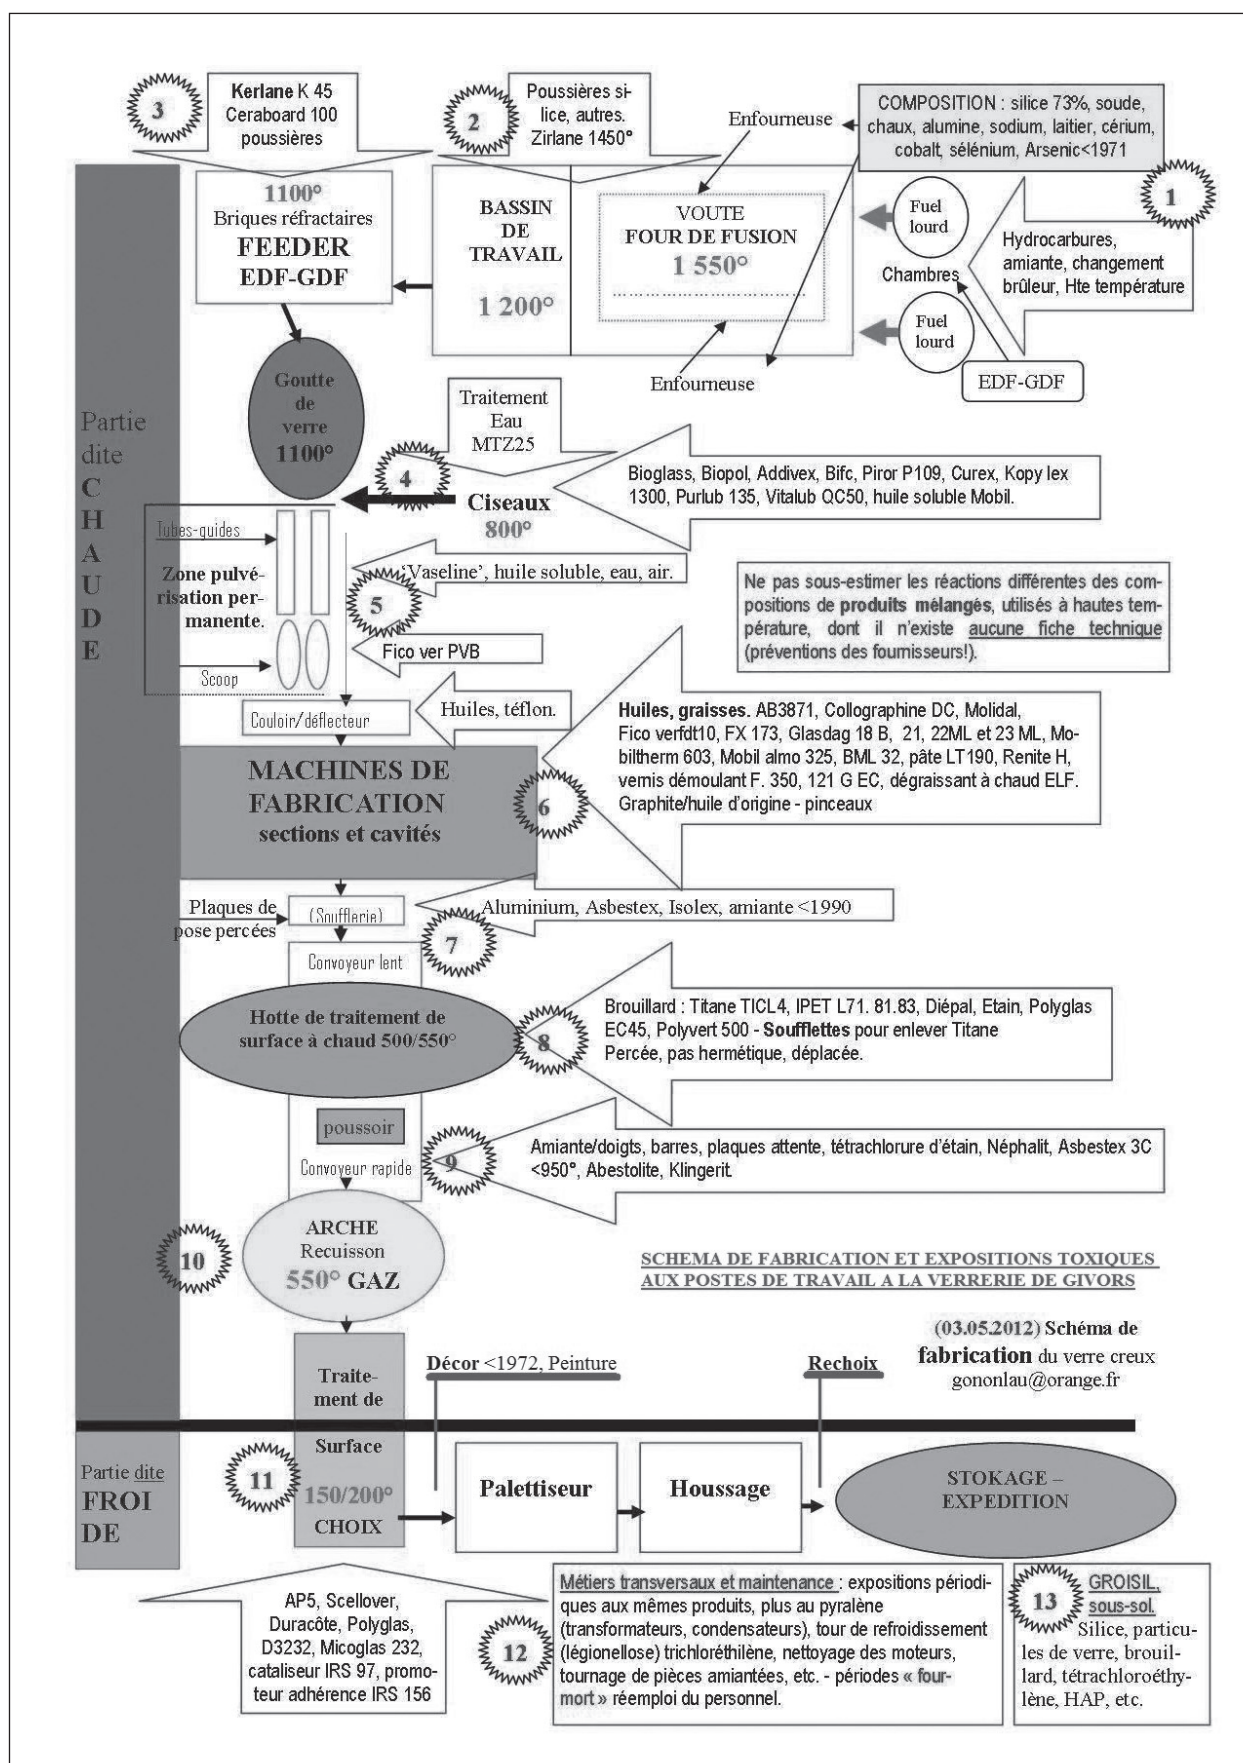 3
Kerlane K 45
Ceraboard 100
poussières
2
Poussières si-
lice, autres.
Zirlane 1450°
Enfourneuse
COMPOSITION : silice 73%, soude,
chaux, alumine, sodium, laitier, cérium,
cobalt, sélénium, Arsenic<1971
1
1100°
Briques réfractaires
FEEDER
EDF-GDF
BASSIN
DE
TRAVAIL
1 200°
VOUTE
FOUR DE FUSION
1 550°
Fuel
lourd
Chambres
Fuel
lourd
Hydrocarbures,
amiante, changement
brûleur, Hte température
EDF-GDF
Enfourneuse
Partie
dite
C
H
A
U
D
E
Goutte
de
verre
1100°
Traitement
Eau
MTZ25
4
Ciseaux
800°
Bioglass, Biopol, Addivex, Bifc, Piror P109, Curex, Kopy lex
1300, Purlub 135, Vitalub QC50, huile soluble Mobil.
Tubes-guides
Zone pulvé-
risation per-
manente.
Scoop
'Vaseline', huile soluble, eau, air.
5
Fico ver PVB
Ne pas sous-estimer les réactions différentes des com-
positions de produits mélangés, utilisés à hautes tem-
pérature, dont il n'existe aucune fiche technique
(préventions des fournisseurs!).
Couloir/déflecteur
Huiles, téflon.
MACHINES DE
FABRICATION
sections et cavités
6
Huiles, graisses. AB3871, Collographine DC, Molidal,
Fico verfdt10, FX 173, Glasdag 18 B, 21, 22ML et 23 ML, Mo-
biltherm 603, Mobil almo 325, BML 32, pâte LT190, Renite H,
vernis démoulant F. 350, 121 G EC, dégraissant à chaud ELF.
Graphite/huile d'origine - pinceaux
Plaques de
pose percées
(Soufflerie)
Aluminium, Asbestex, Isolex, amiante <1990
7
Convoyeur lent
Hotte de traitement de
surface à chaud 500/550°
8
Brouillard : Titane TICL4, IPET L71. 81.83, Diépal, Etain, Polyglas
EC45, Polyvert 500 - Soufflettes pour enlever Titane
Percée, pas hermétique, déplacée.
poussoir
Convoyeur rapide
9
Amiante/doigts, barres, plaques attente, tétrachlorure d'étain, Néphalit, Asbestex 3C
<950°, Abestolite, Klingerit.
10
ARCHE
Recuisson
550° GAZ
SCHEMA DE FABRICATION ET EXPOSITIONS TOXIQUES
AUX POSTES DE TRAVAIL A LA VERRERIE DE GIVORS
(03.05.2012) Schéma de
fabrication du verre creux
gononlau@orange.fr
Traite-
ment de
Surface
150/200°
CHOIX
Décor <1972, Peinture
Rechoix
Partie dite
FROI
DE
11
Palettiseur
Houssage
STOKAGE –
EXPEDITION
AP5, Scellover,
Duracôte, Polyglas,
D3232, Micoglas 232,
cataliseur IRS 97, promo-
teur adhérence IRS 156
12
Métiers transversaux et maintenance : expositions périodi-
ques aux mêmes produits, plus au pyralène
(transformateurs, condensateurs), tour de refroidissement
(légionellose) trichloréthilène, nettoyage des moteurs,
tournage de pièces amiantées, etc. - périodes « four-
mort » réemploi du personnel.
13
GROISIL,
sous-sol.
Silice, particu-
les de verre, brouil-
lard, tétrachloroéthy-
lène, HAP, etc.